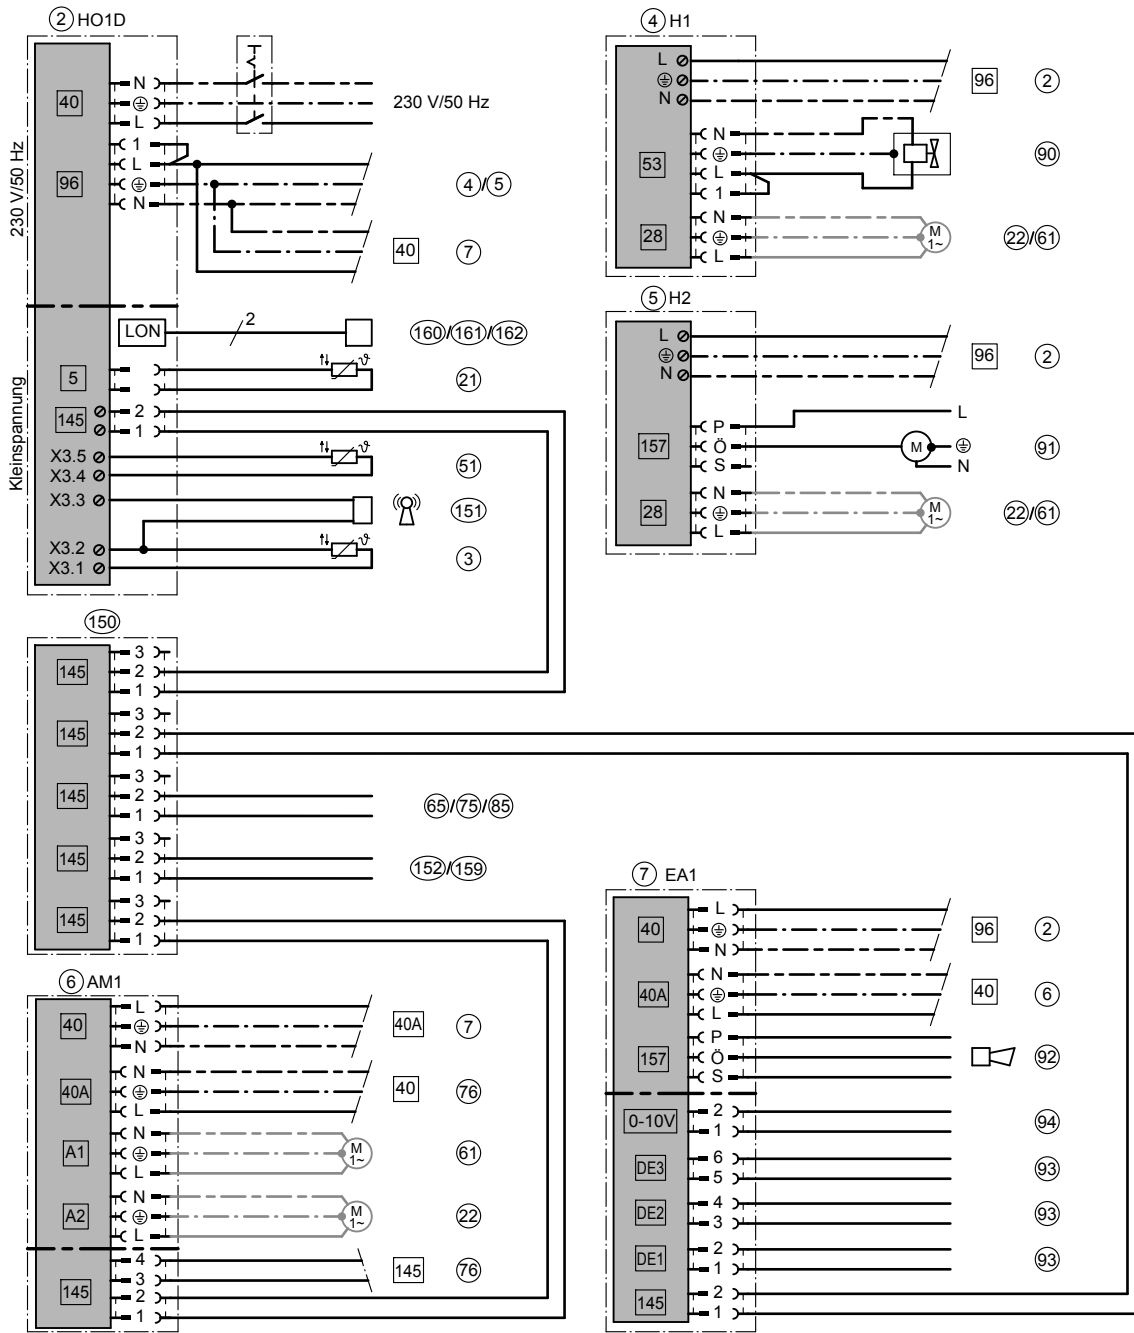 2 HO1D
230 V/50 Hz
40
N
L
230 V/50 Hz
96
1
L
N
4/5
40 7
Kleinspannung
LON 2 160/161/162
5 ϑ 21
145
2
1
X3.5 ϑ
X3.4 51
X3.3 151
X3.2 ϑ
X3.1 3
150
145
3
2
1
145
3
2
1
145
3
2 65/75/85
1
145
3
2 152/159
1
145
3
2
1
6 AM1
40
L
40A 7
N
40A
N
40 76
L
A1
N
M 1~ 61
L
A2
N
M 1~ 22
L
145
4
3 145 76
2
1
4 H1
L
96 2
N
53
N
90
L
1
28
N
M 1~ 22/61
L
5 H2
L
96 2
N
157
P L
Ö M 91
S N
28
N
M 1~ 22/61
L
7 EA1
40
L
96 2
N
40A
N
40 6
L
157
P
Ö 92
S
0-10V
2
1 94
DE3
6
5 93
DE2
4
3 93
DE1
2
1 93
145
2
1